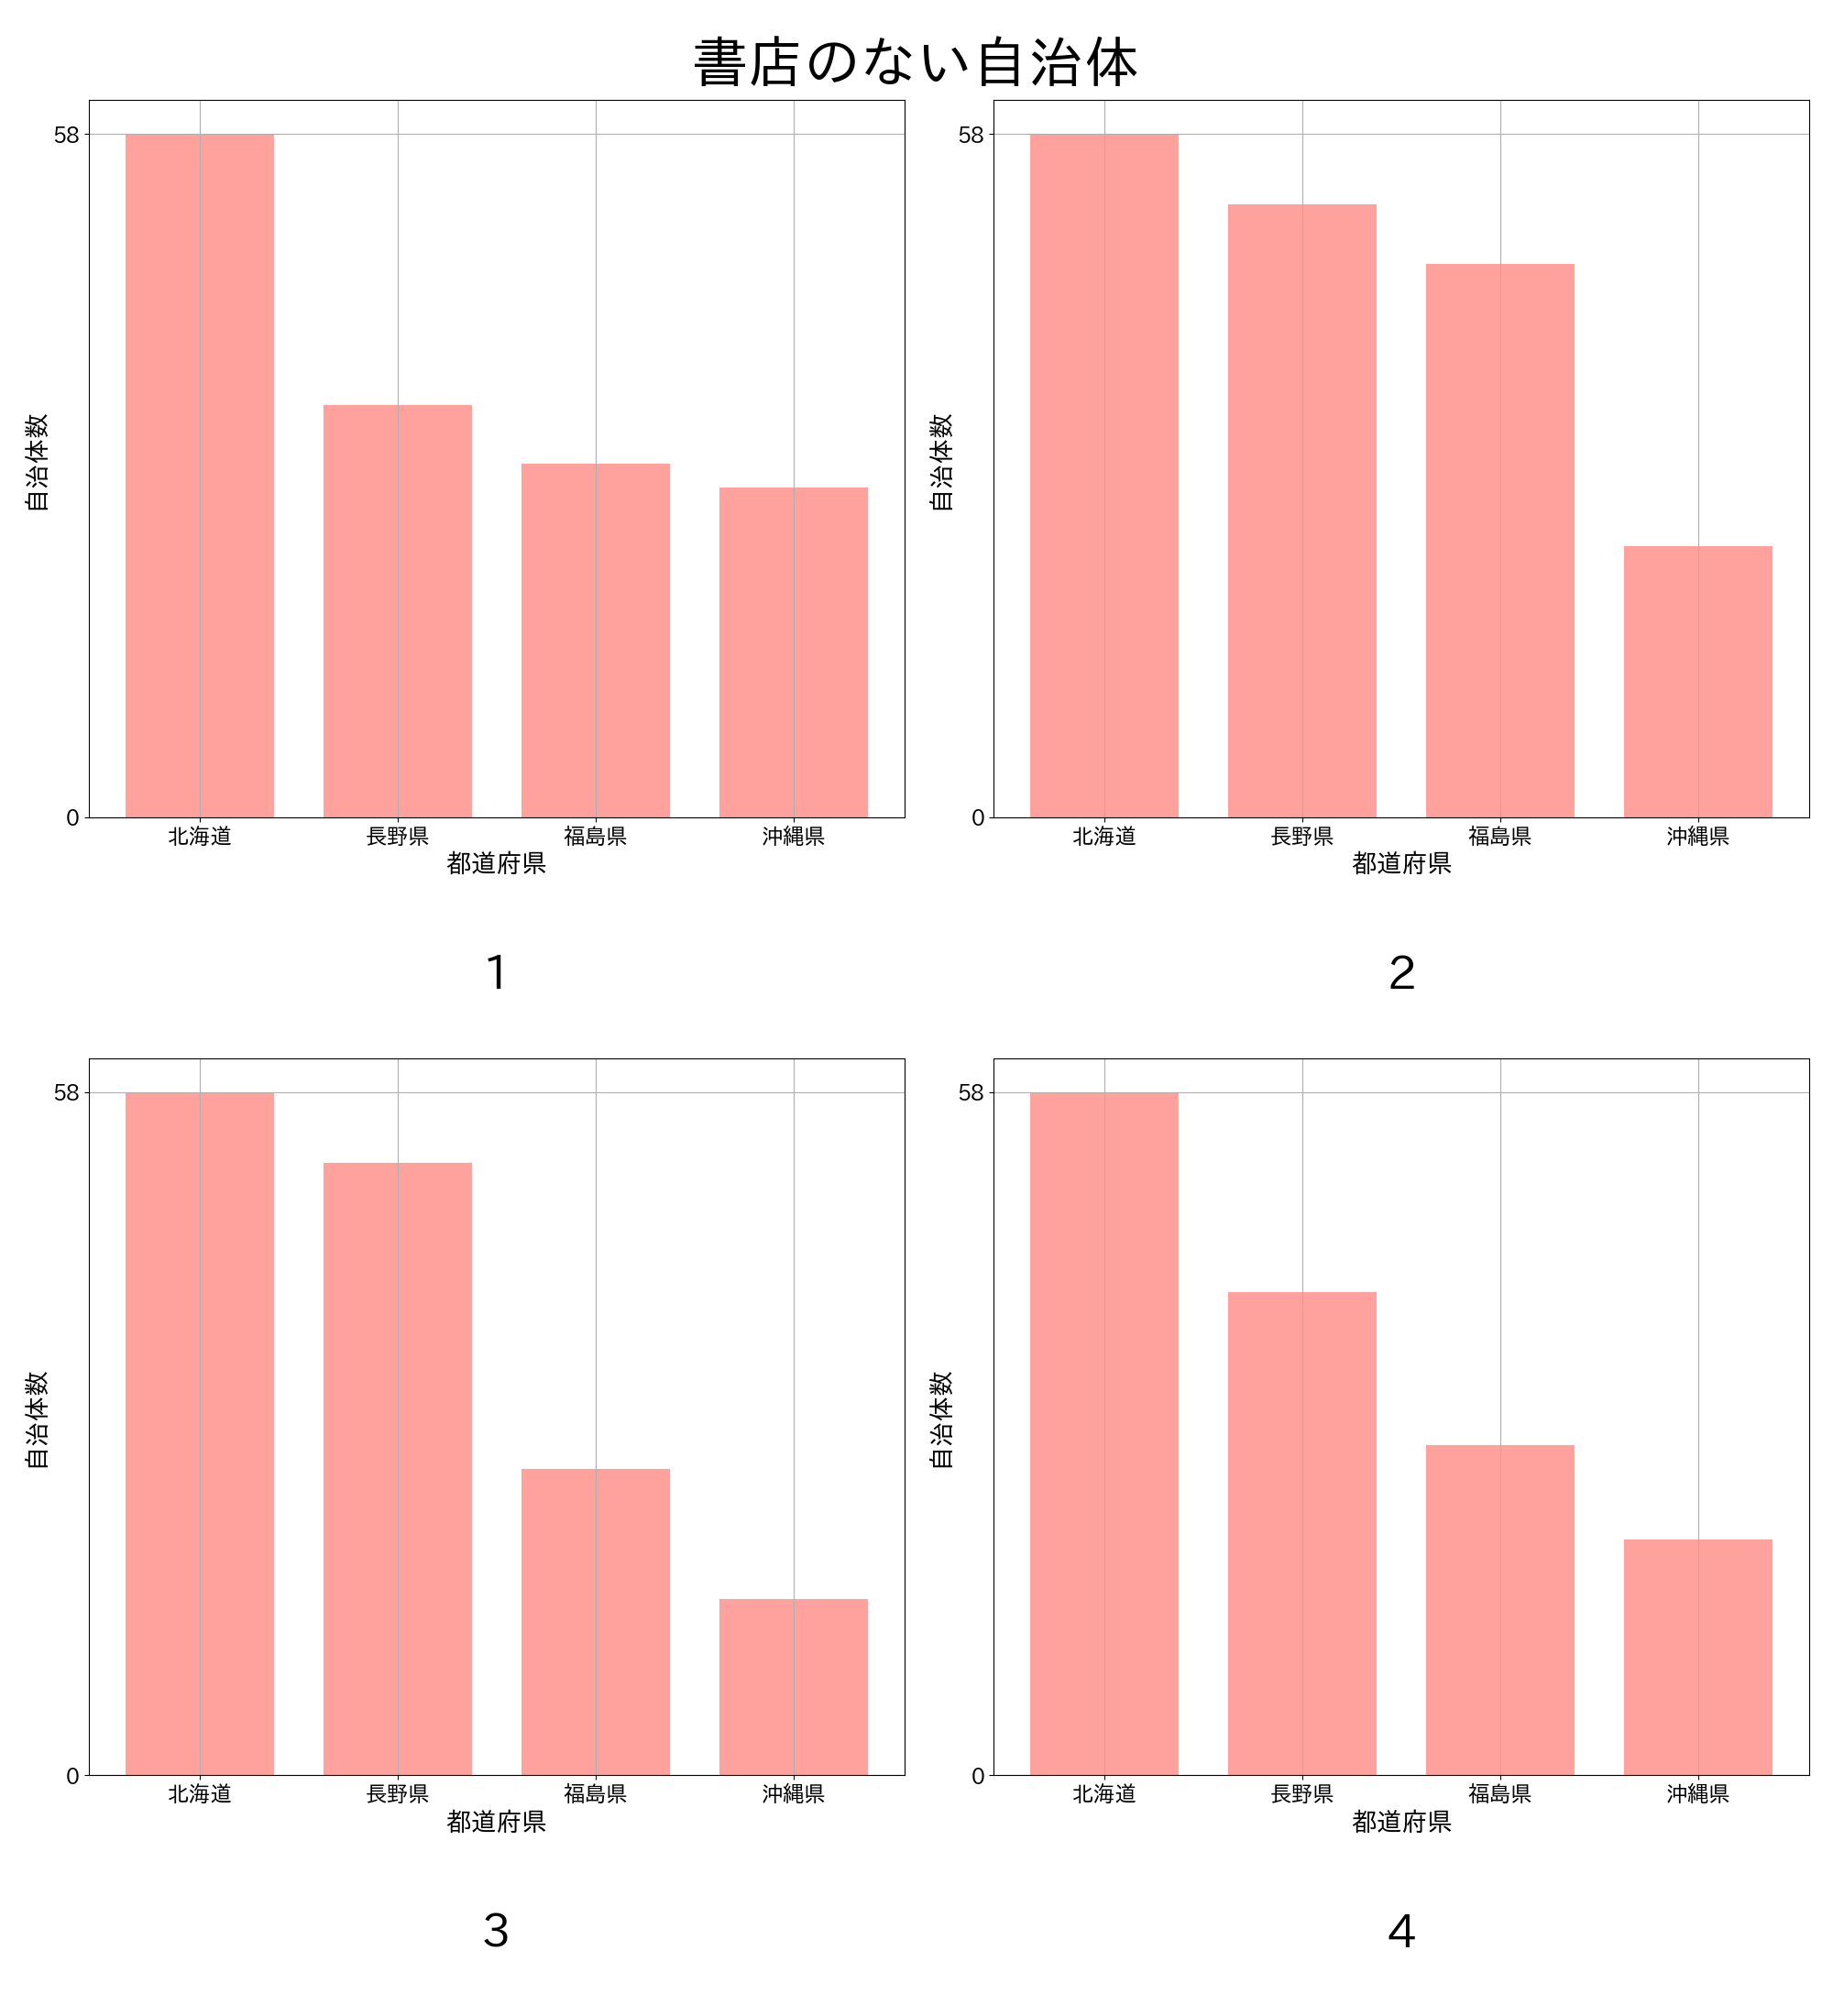 書店のない自治体
58
0
自治体数
北海道 長野県 福島県 沖縄県
都道府県
1
58
0
自治体数
北海道 長野県 福島県 沖縄県
都道府県
2
58
0
自治体数
北海道 長野県 福島県 沖縄県
都道府県
3
58
0
自治体数
北海道 長野県 福島県 沖縄県
都道府県
4